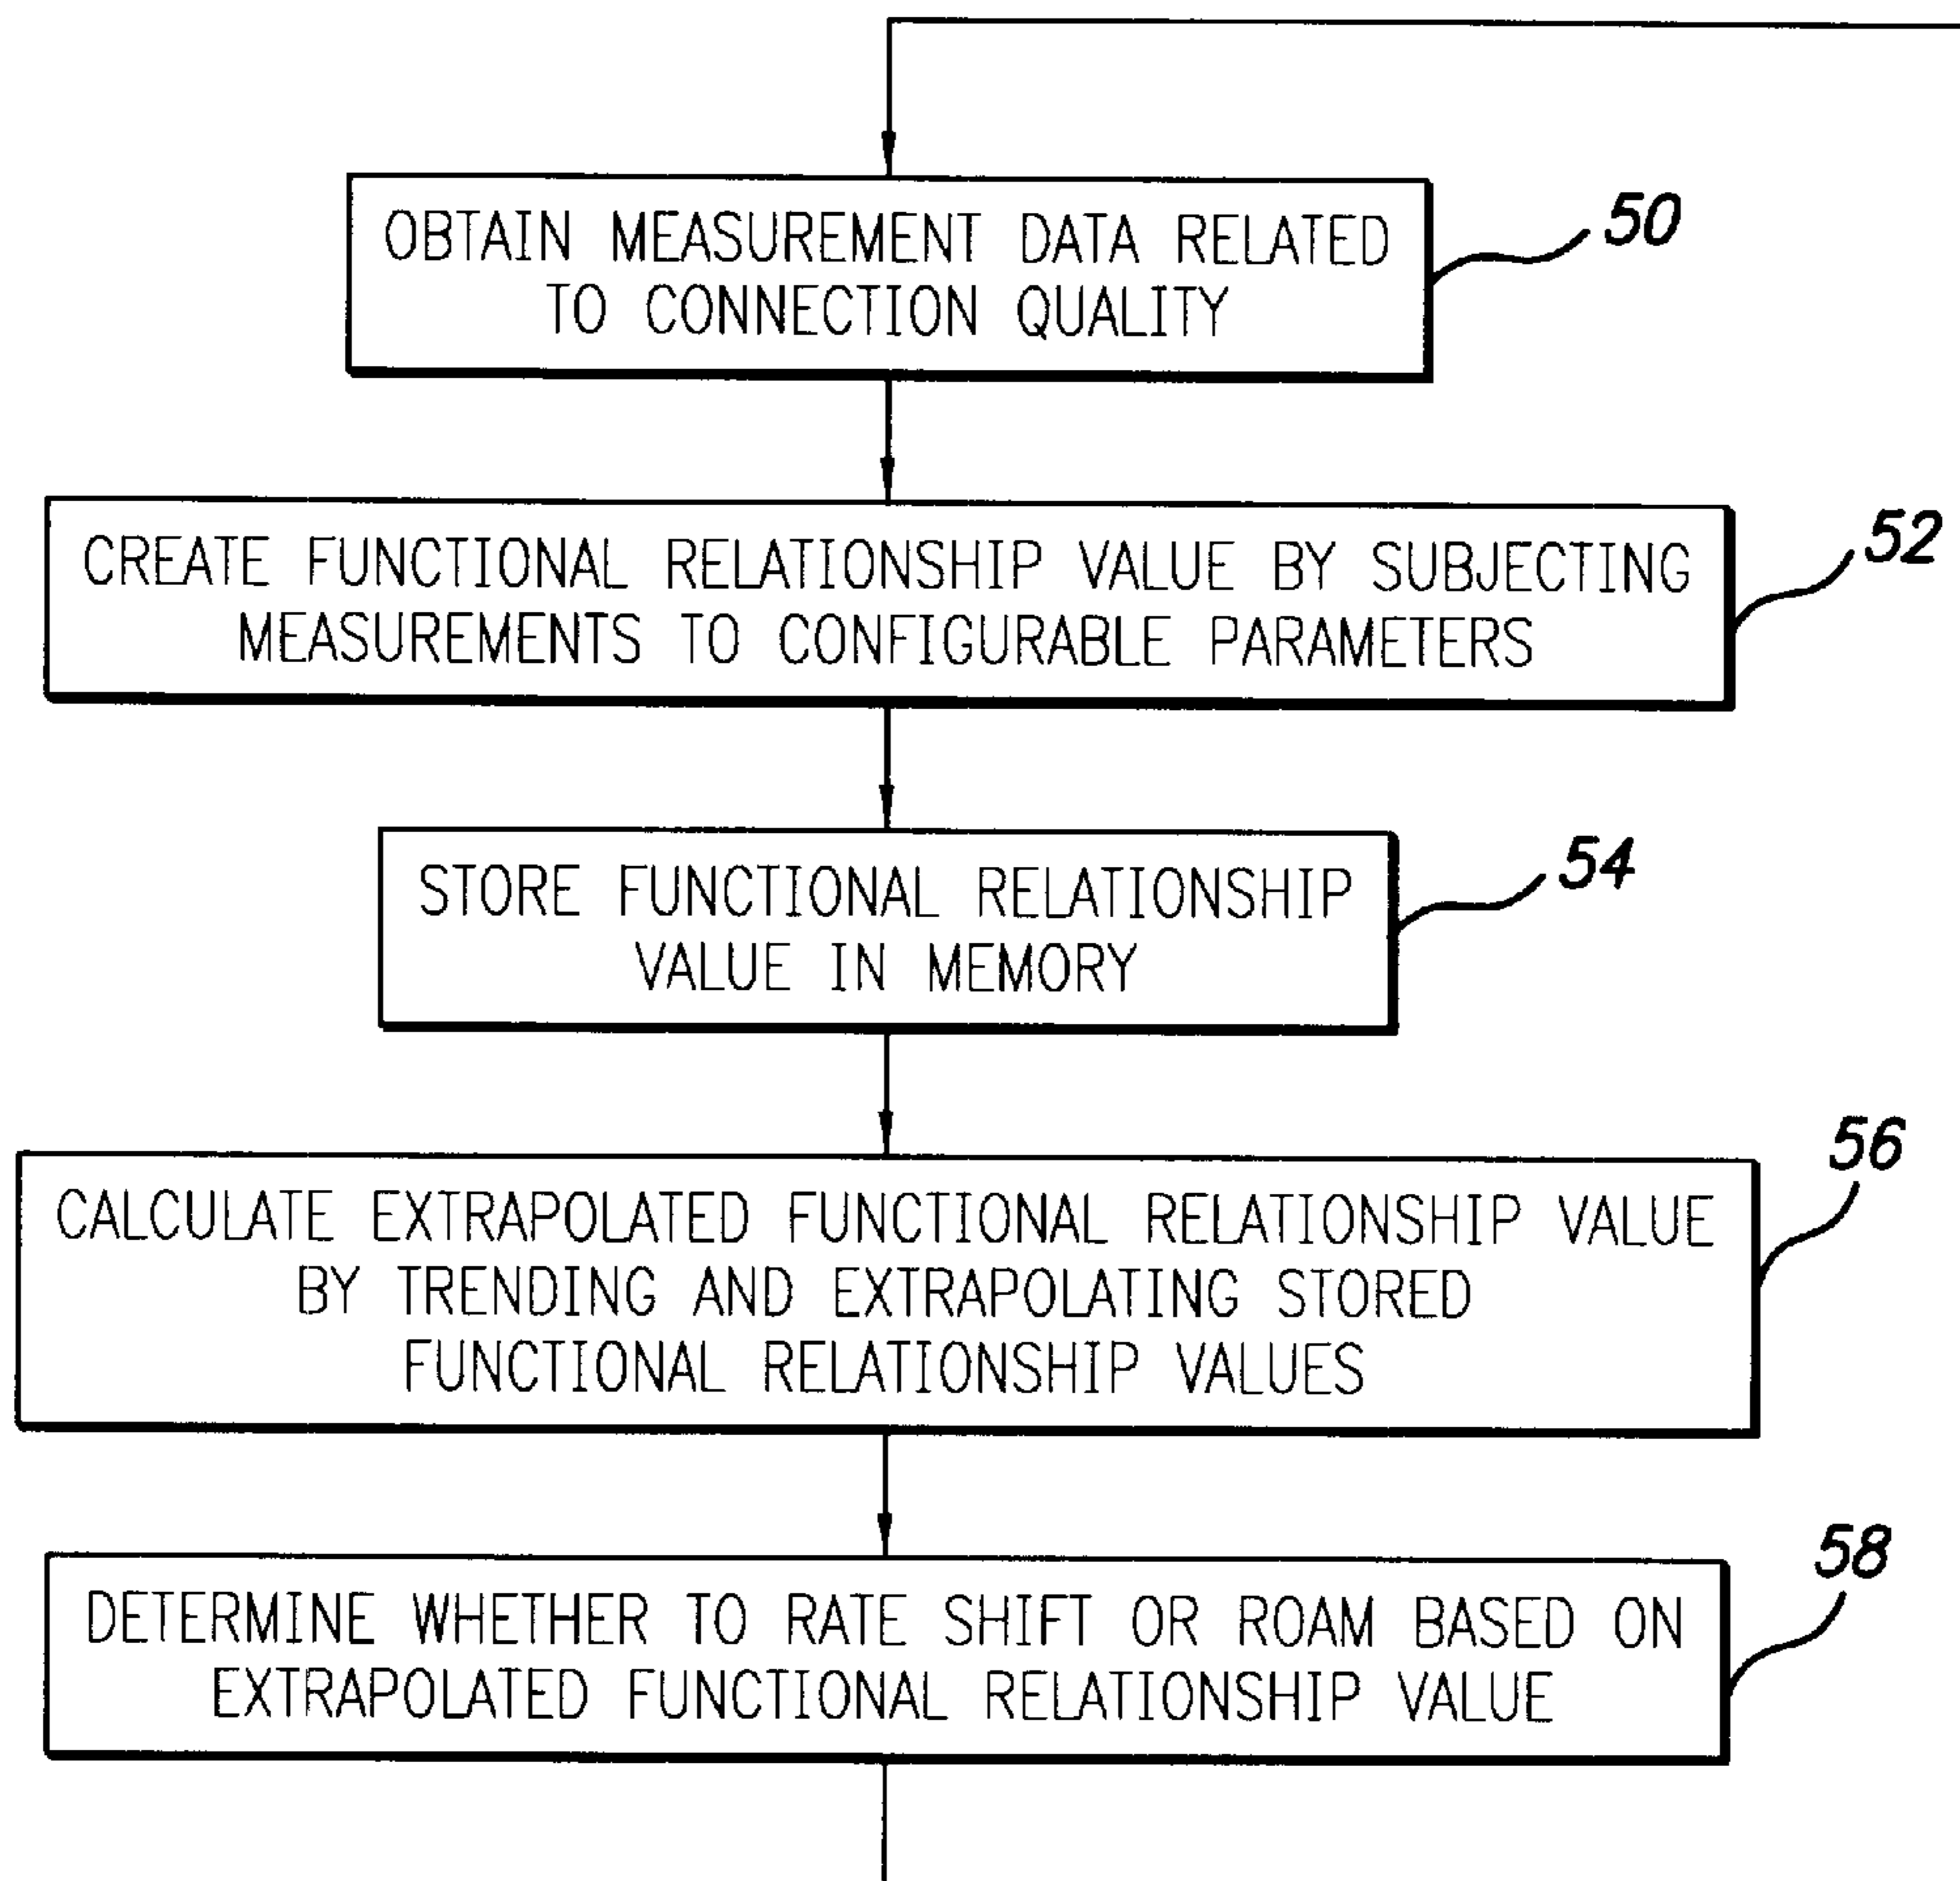 OBTAIN MEASUREMENT DATA RELATED
TO CONNECTION QUALITY
50
CREATE FUNCTIONAL RELATIONSHIP VALUE BY SUBJECTING
MEASUREMENTS TO CONFIGURABLE PARAMETERS
52
STORE FUNCTIONAL RELATIONSHIP
VALUE IN MEMORY
54
CALCULATE EXTRAPOLATED FUNCTIONAL RELATIONSHIP VALUE
BY TRENDING AND EXTRAPOLATING STORED
FUNCTIONAL RELATIONSHIP VALUES
56
DETERMINE WHETHER TO RATE SHIFT OR ROAM BASED ON
EXTRAPOLATED FUNCTIONAL RELATIONSHIP VALUE
58